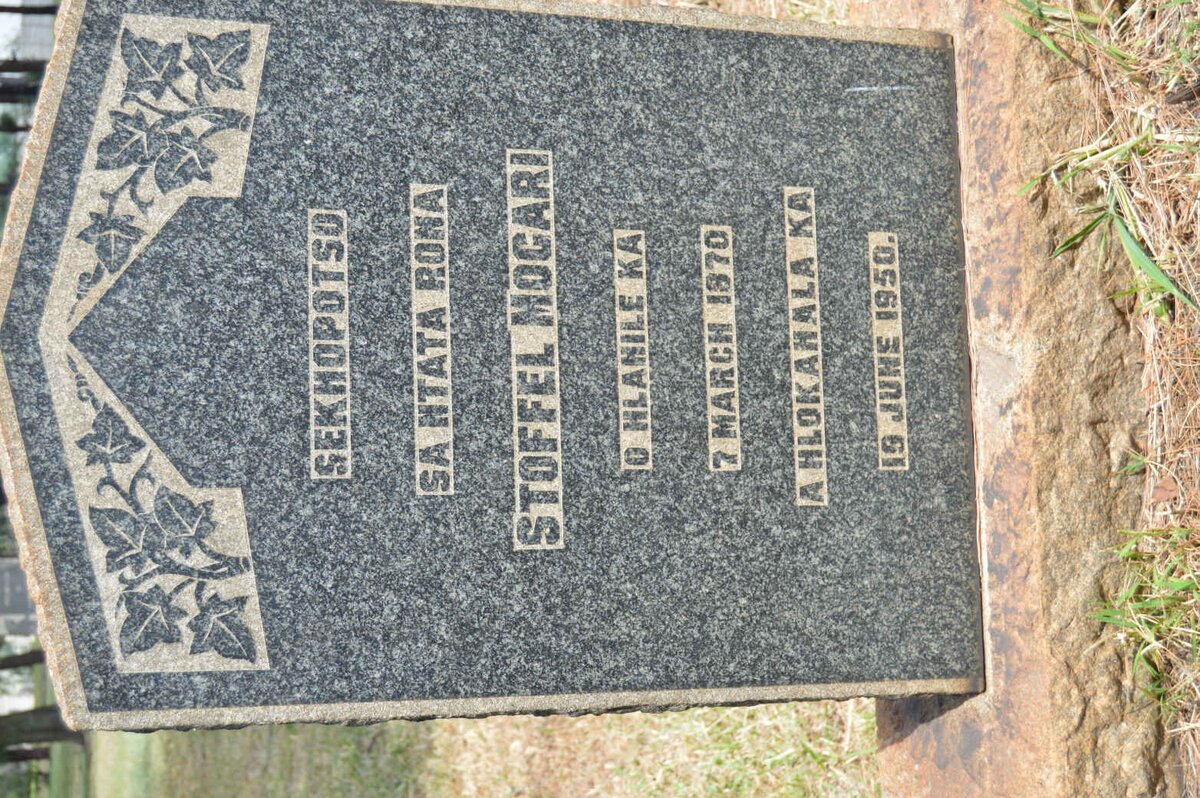 SEKHOPOTSO
SA NTATA RONA
STOFFEL MOGARI
O HLAHILE KA
7 MARCH 1870
A HLOKAHALA KA
19 JUNE 1950.